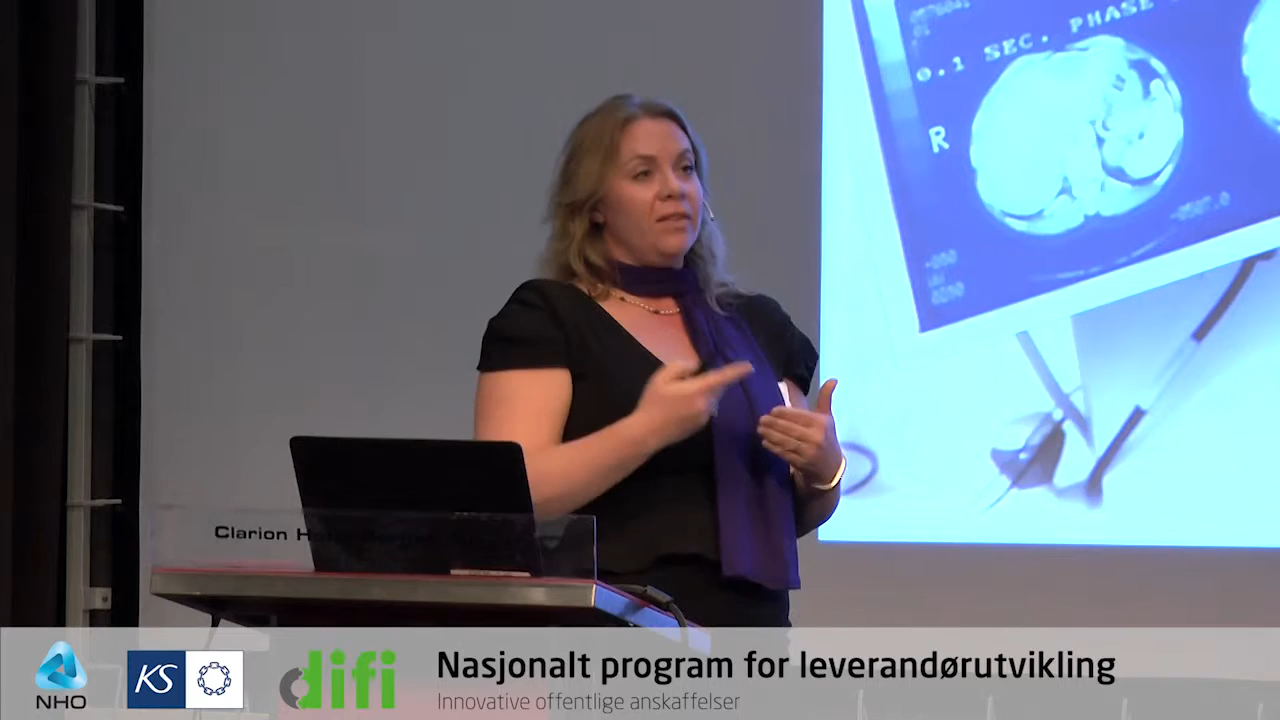 0.1 SEC. PHASE
R
Clarion
NHO
KS
difi
Nasjonalt program for leverandørutvikling
Innovative offentlige anskaffelser